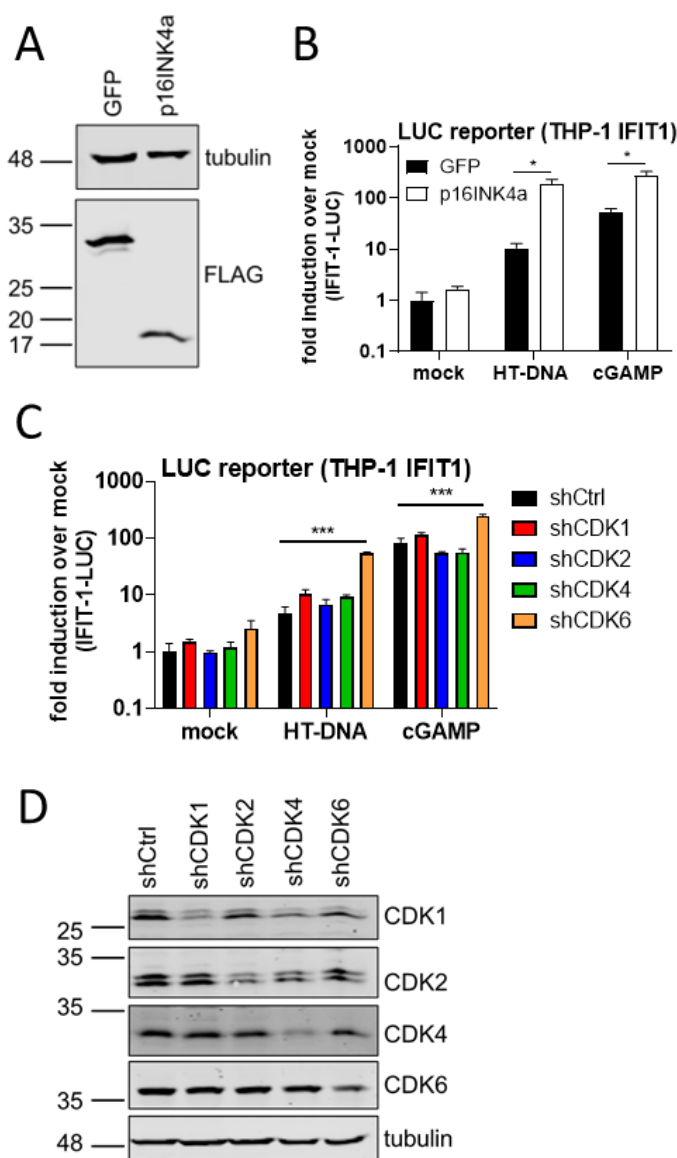 A
GFP
p16INK4a
48
tubulin
35
25
20
17
FLAG
B
LUC reporter (THP-1 IFIT1)
fold induction over mock
(IFIT-1-LUC)
1000
100
10
1
0.1
GFP
p16INK4a
*
*
mock
HT-DNA
cGAMP
C
LUC reporter (THP-1 IFIT1)
fold induction over mock
(IFIT-1-LUC)
1000
100
10
1
0.1
***
***
mock
HT-DNA
cGAMP
shCtrl
shCDK1
shCDK2
shCDK4
shCDK6
D
shCtrl
shCDK1
shCDK2
shCDK4
shCDK6
25
CDK1
35
CDK2
35
CDK4
35
CDK6
48
tubulin